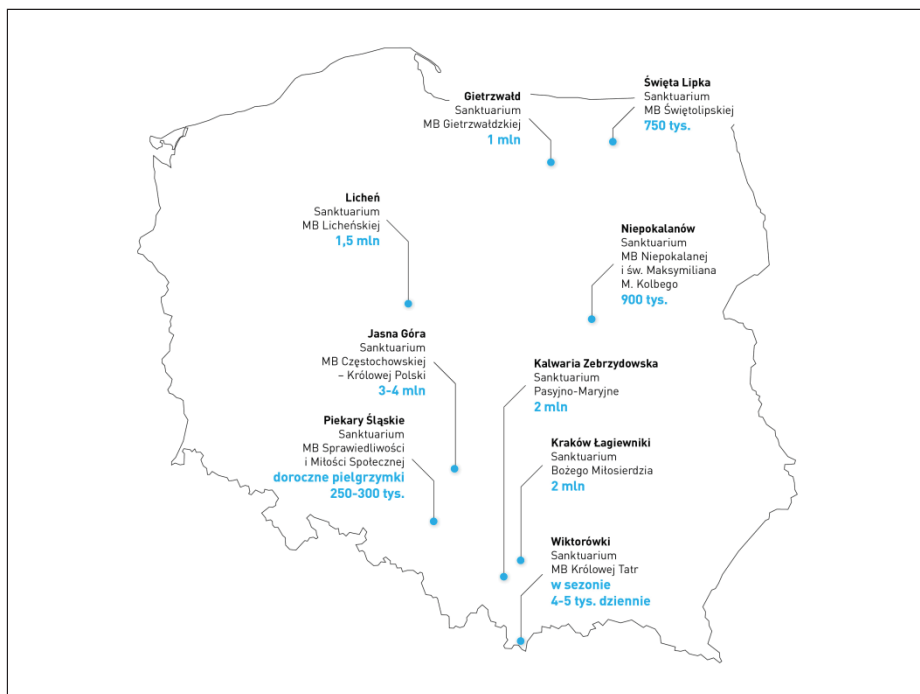 Gietrzwałd
Sanktuarium
MB Gietrzwałdzkiej
1 mln
Święta Lipka
Sanktuarium
MB Świętolipskiej
750 tys.
Licheń
Sanktuarium
MB Licheńskiej
1,5 mln
Niepokalanów
Sanktuarium
MB Niepokalanej
i św. Maksymiliana
M. Kolbego
900 tys.
Jasna Góra
Sanktuarium
MB Częstochowskiej
– Królowej Polski
3-4 mln
Kalwaria Zebrzydowska
Sanktuarium
Pasyjno-Maryjne
2 mln
Piekary Śląskie
Sanktuarium
MB Sprawiedliwości
i Miłości Społecznej
doroczne pielgrzymki
250-300 tys.
Kraków Łagiewniki
Sanktuarium
Bożego Miłosierdzia
2 mln
Wiktorówki
Sanktuarium
MB Królowej Tatr
w sezonie
4-5 tys. dziennie